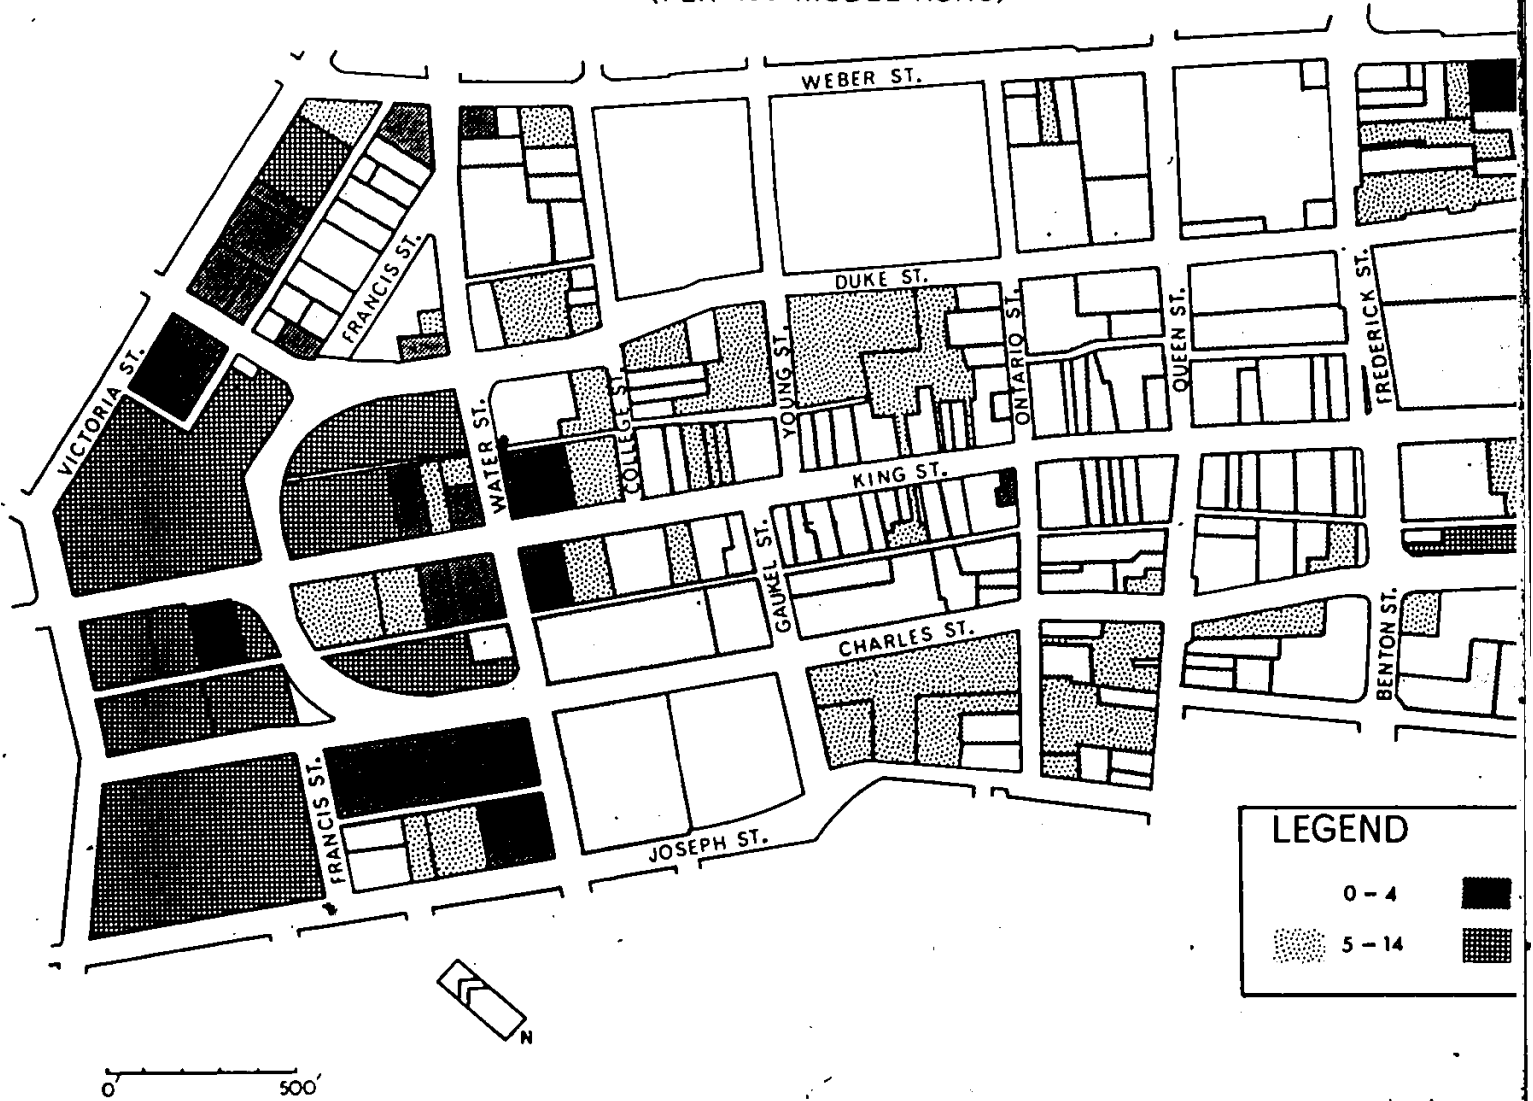 WEBER ST.
DUKE ST.
FRANCIS ST.
VICTORIA ST.
WATER ST.
COLLEGE ST.
YOUNG ST.
ONTARIO ST.
QUEEN ST.
FREDERICK ST.
KING ST.
GAUKEL ST.
CHARLES ST.
BENTON ST.
FRANCIS ST.
JOSEPH ST.
LEGEND
0 - 4
5 - 14
N
0' 500'